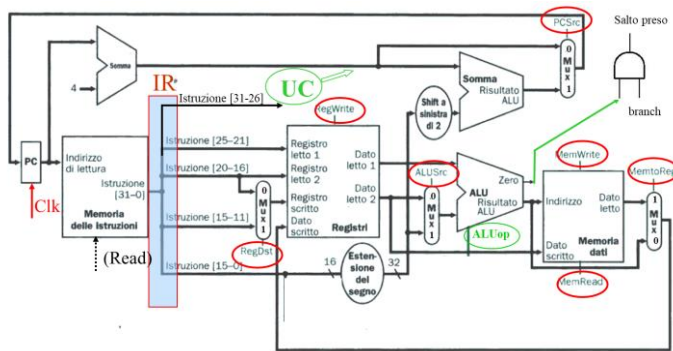 PCSrc
Salto preso
0
Mux
1
Somma
4
IR
UC
Istruzione [31-26]
RegWrite
Somma
Risultato
ALU
Shift a
sinistra
di 2
branch
PC
Indirizzo
di lettura
Istruzione
[31–0]
Memoria
delle istruzioni
Clk
(Read)
Istruzione [25–21]
Istruzione [20–16]
Istruzione [15–11]
Istruzione [15–0]
0
Mux
1
RegDst
Registro
letto 1
Registro
letto 2
Registro
scritto
Dato
scritto
Dato
letto 1
Dato
letto 2
Registri
ALUSrc
0
Mux
1
Zero
ALU
Risultato
ALU
ALUop
MemWrite
Indirizzo
Dato
letto
Dato
scritto
Memoria
dati
MemRead
MemtoReg
1
Mux
0
16
Esten-
sione
del
segno
32